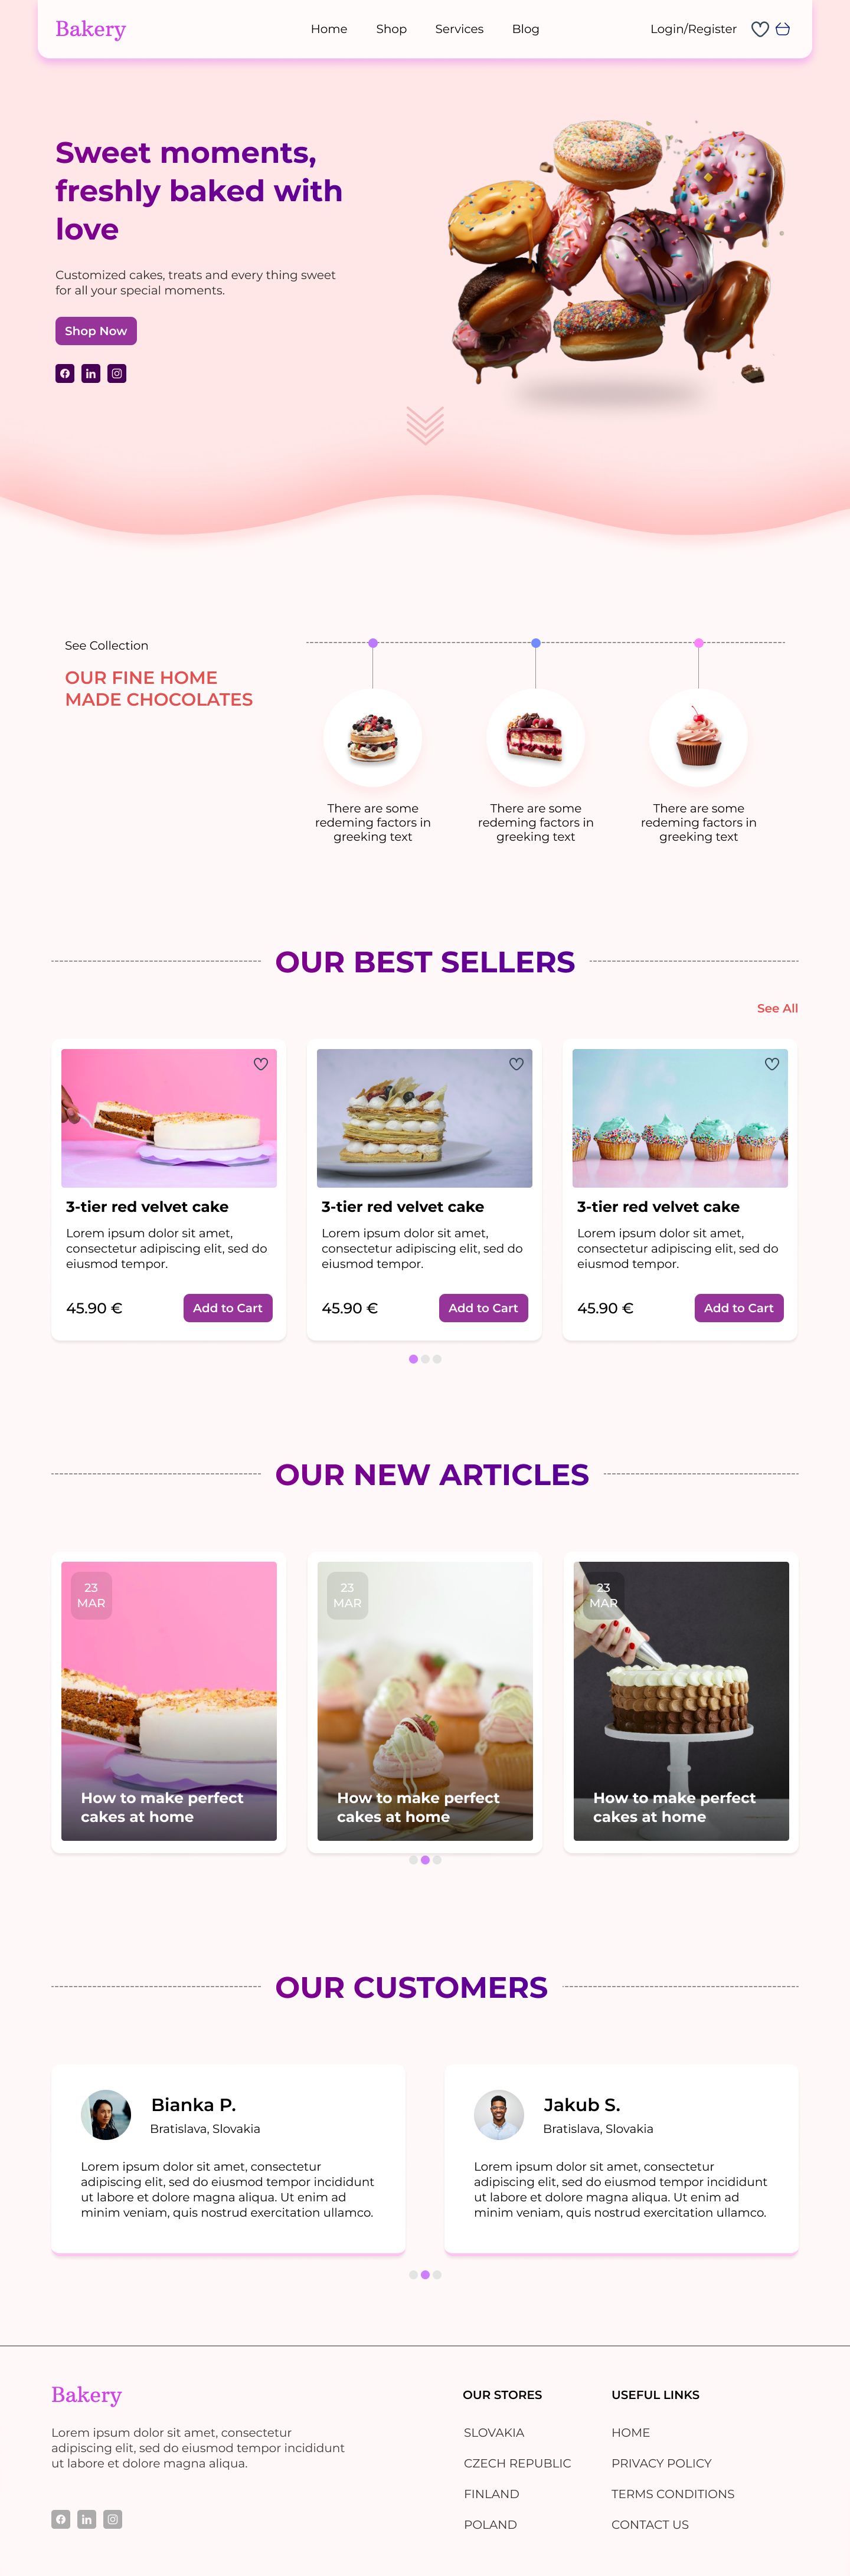 Bakery
Home
Shop
Services
Blog
Login/Register
Sweet moments,
freshly baked with
love
Customized cakes, treats and every thing sweet
for all your special moments.
Shop Now
See Collection
OUR FINE HOME
MADE CHOCOLATES
There are some
redeming factors in
greeking text
There are some
redeming factors in
greeking text
There are some
redeming factors in
greeking text
OUR BEST SELLERS
See All
3-tier red velvet cake
Lorem ipsum dolor sit amet,
consectetur adipiscing elit, sed do
eiusmod tempor.
45.90 €
Add to Cart
3-tier red velvet cake
Lorem ipsum dolor sit amet,
consectetur adipiscing elit, sed do
eiusmod tempor.
45.90 €
Add to Cart
3-tier red velvet cake
Lorem ipsum dolor sit amet,
consectetur adipiscing elit, sed do
eiusmod tempor.
45.90 €
Add to Cart
OUR NEW ARTICLES
23
MAR
How to make perfect
cakes at home
23
MAR
How to make perfect
cakes at home
23
MAR
How to make perfect
cakes at home
OUR CUSTOMERS
Bianka P.
Bratislava, Slovakia
Lorem ipsum dolor sit amet, consectetur
adipiscing elit, sed do eiusmod tempor incididunt
ut labore et dolore magna aliqua. Ut enim ad
minim veniam, quis nostrud exercitation ullamco.
Jakub S.
Bratislava, Slovakia
Lorem ipsum dolor sit amet, consectetur
adipiscing elit, sed do eiusmod tempor incididunt
ut labore et dolore magna aliqua. Ut enim ad
minim veniam, quis nostrud exercitation ullamco.
Bakery
Lorem ipsum dolor sit amet, consectetur
adipiscing elit, sed do eiusmod tempor incididunt
ut labore et dolore magna aliqua.
OUR STORES
SLOVAKIA
CZECH REPUBLIC
FINLAND
POLAND
USEFUL LINKS
HOME
PRIVACY POLICY
TERMS CONDITIONS
CONTACT US